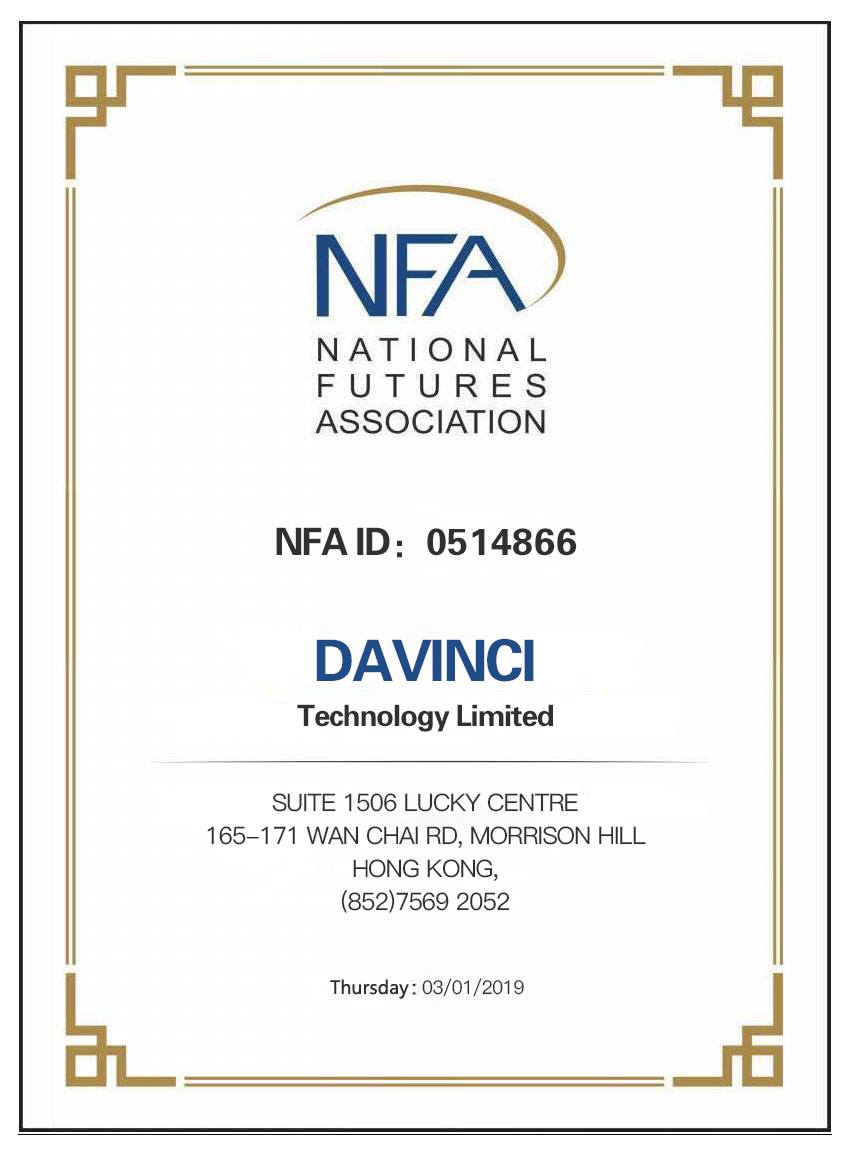 NFA
NATIONAL
FUTURES
ASSOCIATION
NFA ID： 0514866
DAVINCI
Technology Limited
SUITE 1506 LUCKY CENTRE
165–171 WAN CHAI RD, MORRISON HILL
HONG KONG,
(852)7569 2052
Thursday: 03/01/2019